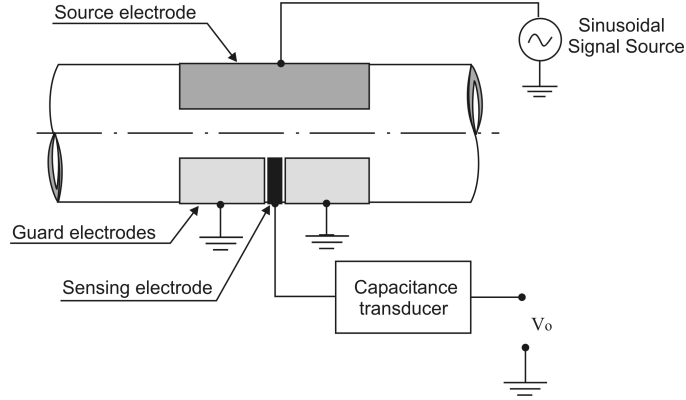 Source electrode
Sinusoidal
Signal Source
Guard electrodes
Sensing electrode
Capacitance
transducer
Vo